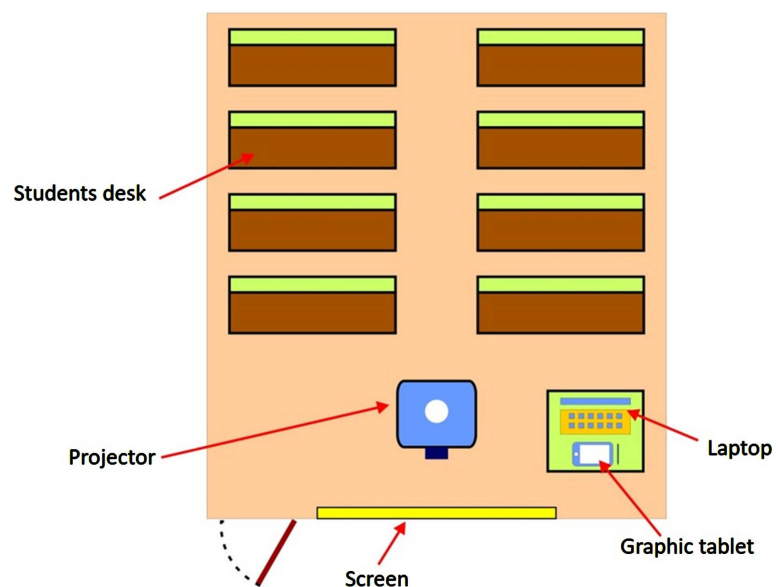 Students desk
Projector
Laptop
Graphic tablet
Screen